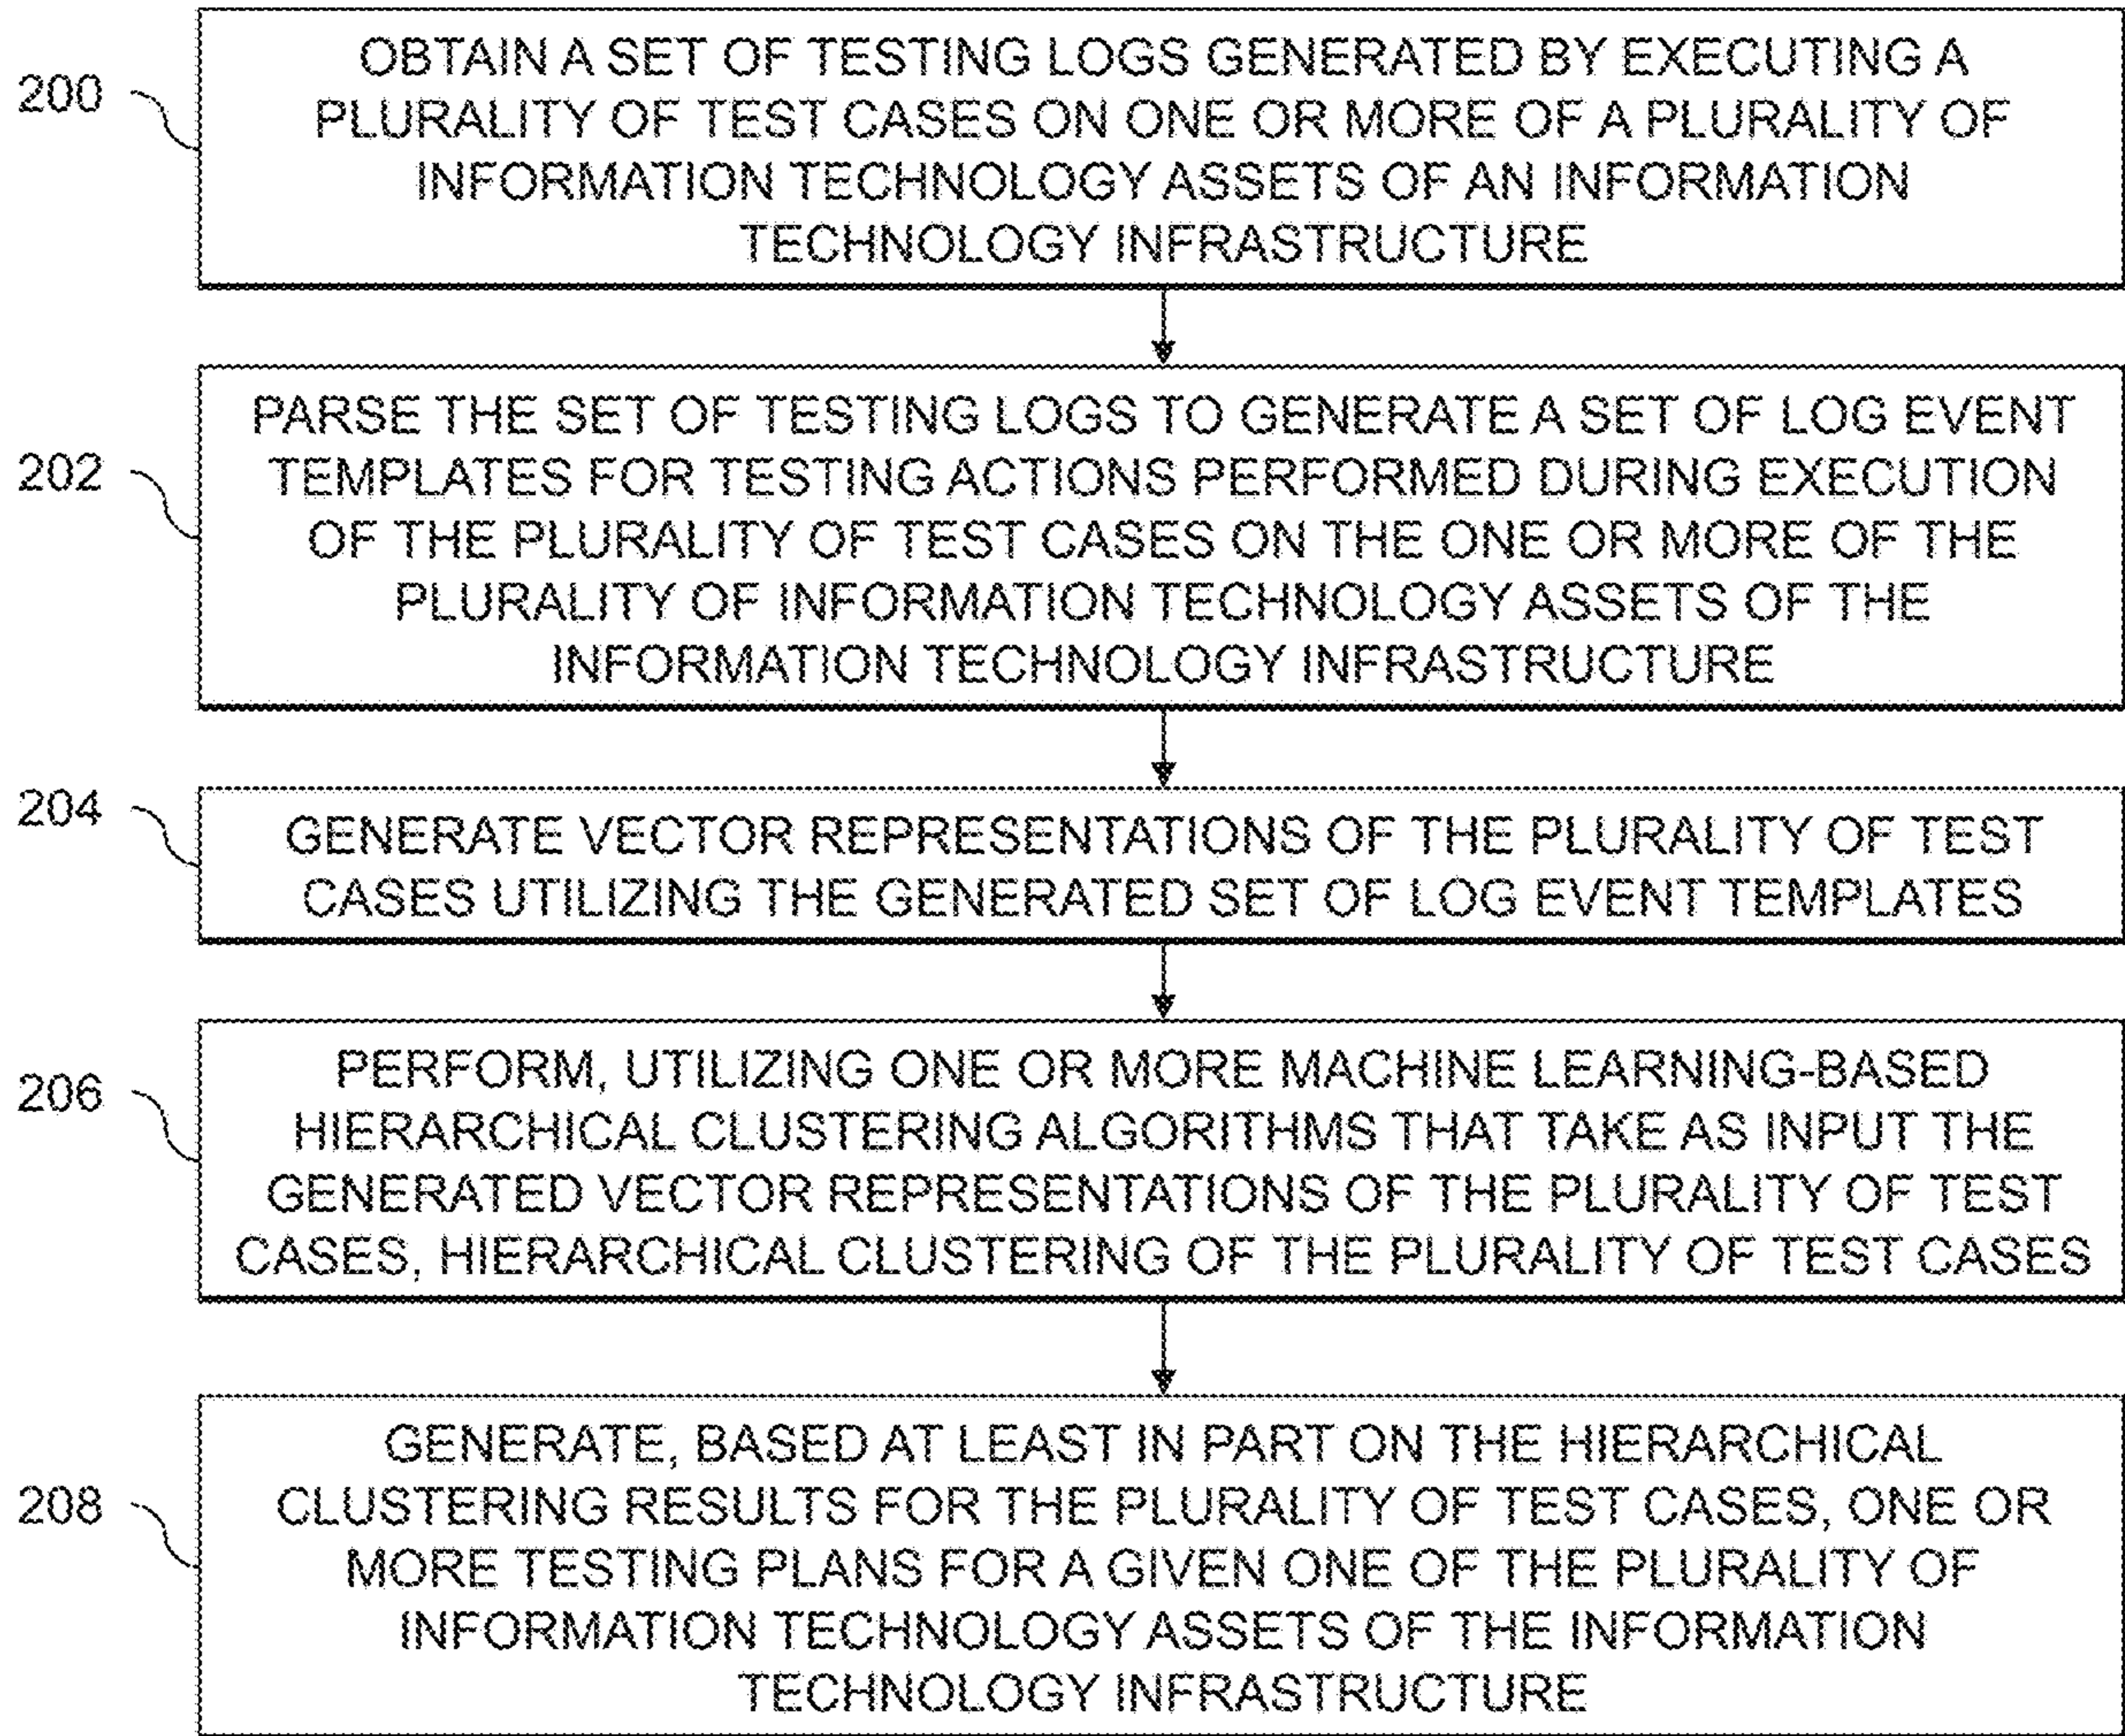 200
OBTAIN A SET OF TESTING LOGS GENERATED BY EXECUTING A
PLURALITY OF TEST CASES ON ONE OR MORE OF A PLURALITY OF
INFORMATION TECHNOLOGY ASSETS OF AN INFORMATION
TECHNOLOGY INFRASTRUCTURE
202
PARSE THE SET OF TESTING LOGS TO GENERATE A SET OF LOG EVENT
TEMPLATES FOR TESTING ACTIONS PERFORMED DURING EXECUTION
OF THE PLURALITY OF TEST CASES ON THE ONE OR MORE OF THE
PLURALITY OF INFORMATION TECHNOLOGY ASSETS OF THE
INFORMATION TECHNOLOGY INFRASTRUCTURE
204
GENERATE VECTOR REPRESENTATIONS OF THE PLURALITY OF TEST
CASES UTILIZING THE GENERATED SET OF LOG EVENT TEMPLATES
206
PERFORM, UTILIZING ONE OR MORE MACHINE LEARNING-BASED
HIERARCHICAL CLUSTERING ALGORITHMS THAT TAKE AS INPUT THE
GENERATED VECTOR REPRESENTATIONS OF THE PLURALITY OF TEST
CASES, HIERARCHICAL CLUSTERING OF THE PLURALITY OF TEST CASES
208
GENERATE, BASED AT LEAST IN PART ON THE HIERARCHICAL
CLUSTERING RESULTS FOR THE PLURALITY OF TEST CASES, ONE OR
MORE TESTING PLANS FOR A GIVEN ONE OF THE PLURALITY OF
INFORMATION TECHNOLOGY ASSETS OF THE INFORMATION
TECHNOLOGY INFRASTRUCTURE